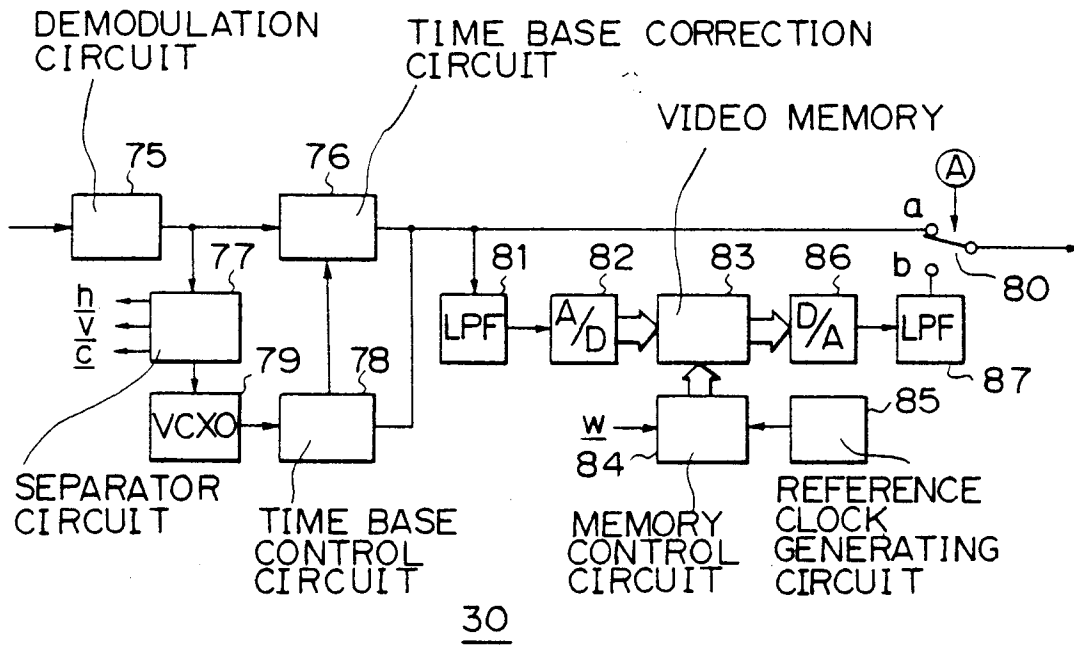 DEMODULATION
CIRCUIT
TIME BASE CORRECTION
CIRCUIT
VIDEO MEMORY
75
76
A
a
77
81
82
83
86
b
80
h
v
c
LPF
A/D
D/A
LPF
79
78
87
VCXO
w
84
85
SEPARATOR
CIRCUIT
TIME BASE
CONTROL
CIRCUIT
MEMORY
CONTROL
CIRCUIT
REFERENCE
CLOCK
GENERATING
CIRCUIT
30